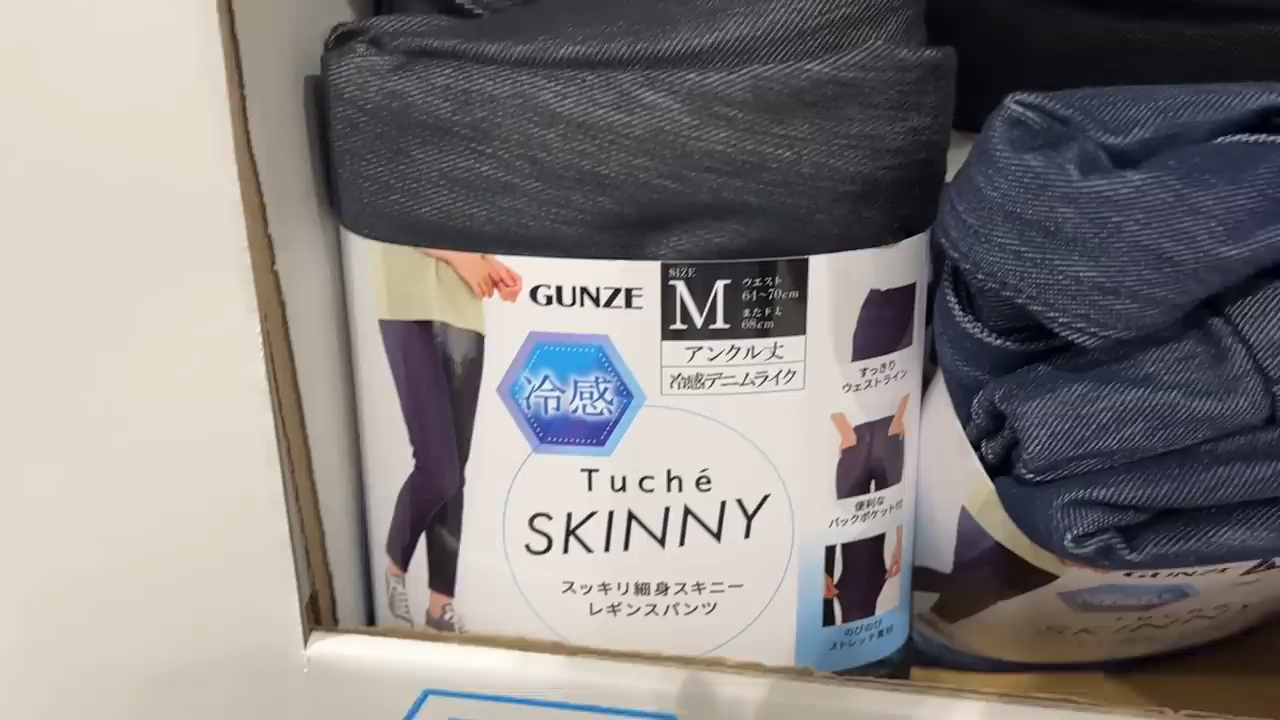 GUNZE
SIZE
M
ウエスト
64~70cm
また下丈
68cm
アンクル丈
冷感デニムライク
冷感
Tuché
SKINNY
スッキリ細身スキニー
レギンスパンツ
すっきり
ウェストライン
便利な
バックポケット付
のびのび
ストレッチ素材
GUNZE